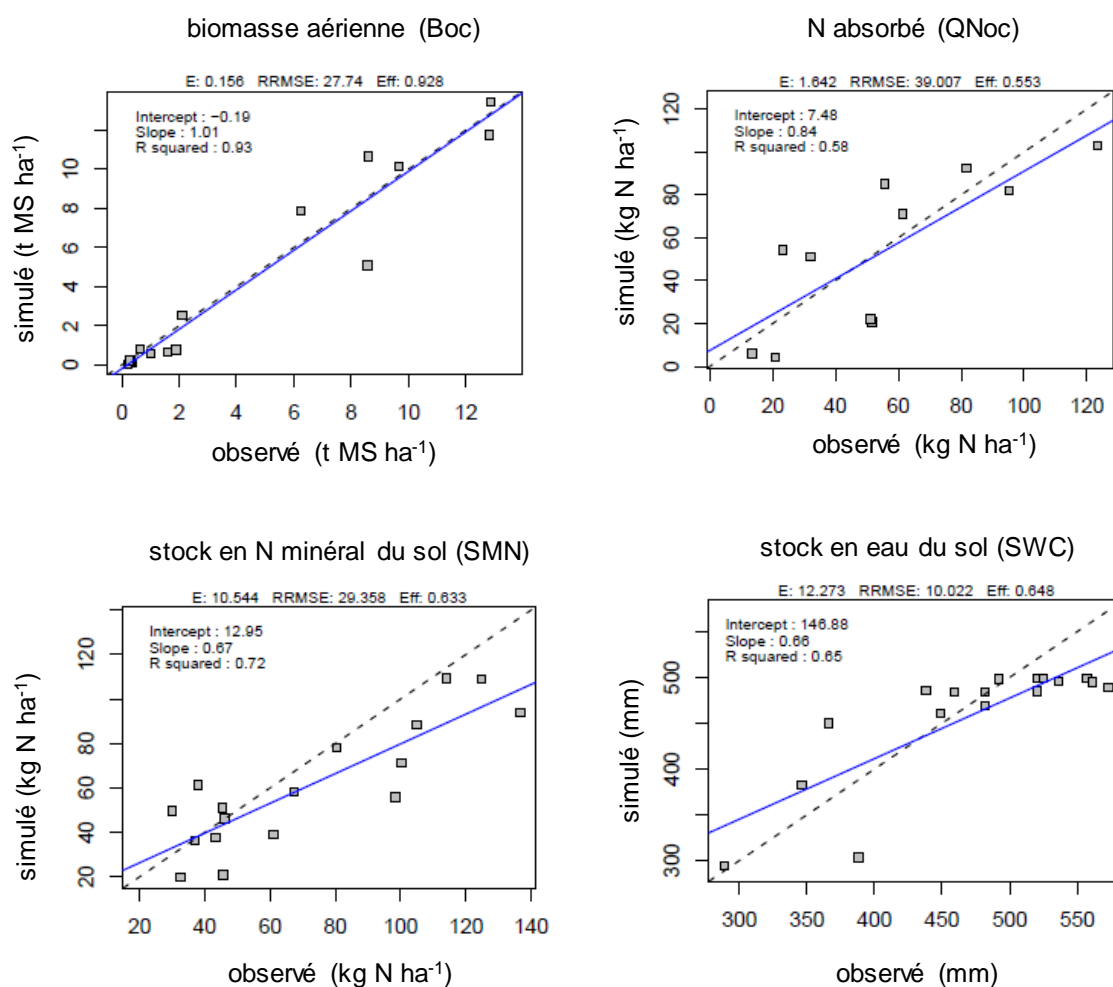 biomasse aérienne (Boc)
E: 0.156 RRMSE: 27.74 Eff: 0.928
Intercept : −0.19
Slope : 1.01
R squared : 0.93
simulé (t MS ha-1)
0 2 4 6 8 10
0 2 4 6 8 10 12
observé (t MS ha-1)
N absorbé (QNoc)
E: 1.642 RRMSE: 39.007 Eff: 0.553
Intercept : 7.48
Slope : 0.84
R squared : 0.58
simulé (kg N ha-1)
0 20 40 60 80 120
0 20 40 60 80 100 120
observé (kg N ha-1)
stock en N minéral du sol (SMN)
E: 10.544 RRMSE: 29.358 Eff: 0.633
Intercept : 12.95
Slope : 0.67
R squared : 0.72
simulé (kg N ha-1)
20 40 60 80 120
20 40 60 80 100 120 140
observé (kg N ha-1)
stock en eau du sol (SWC)
E: 12.273 RRMSE: 10.022 Eff: 0.648
Intercept : 146.88
Slope : 0.66
R squared : 0.65
simulé (mm)
300 400 500
300 350 400 450 500 550
observé (mm)